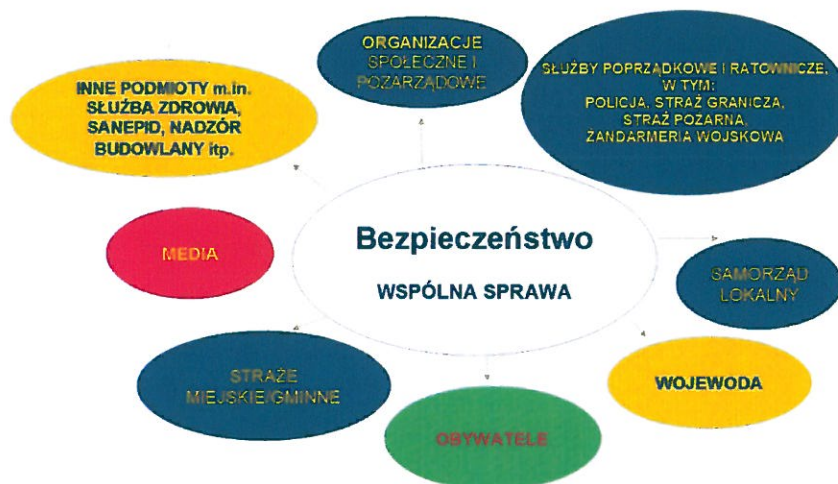 ORGANIZACJE
SPOŁECZNE I
POZARZĄDOWE
SŁUŻBY POPRZĄDKOWE I RATOWNICZE,
W TYM:
POLICJA, STRAŻ GRANICZA,
STRAŻ POŻARNA,
ŻANDARMERIA WOJSKOWA
INNE PODMIOTY m.in.
SŁUŻBA ZDROWIA,
SANEPID, NADZÓR
BUDOWLANY itp.
Bezpieczeństwo
WSPÓLNA SPRAWA
MEDIA
SAMORZĄD
LOKALNY
STRAŻE
MIEJSKIE/GMINNE
WOJEWODA
OBYWATELE